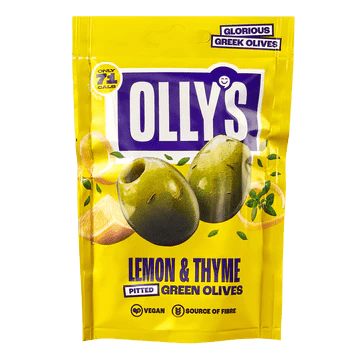 GLORIOUS
GREEK OLIVES
ONLY
71
CALS
OLLY'S
LEMON & THYME
PITTED GREEN OLIVES
VEGAN
SOURCE OF FIBRE